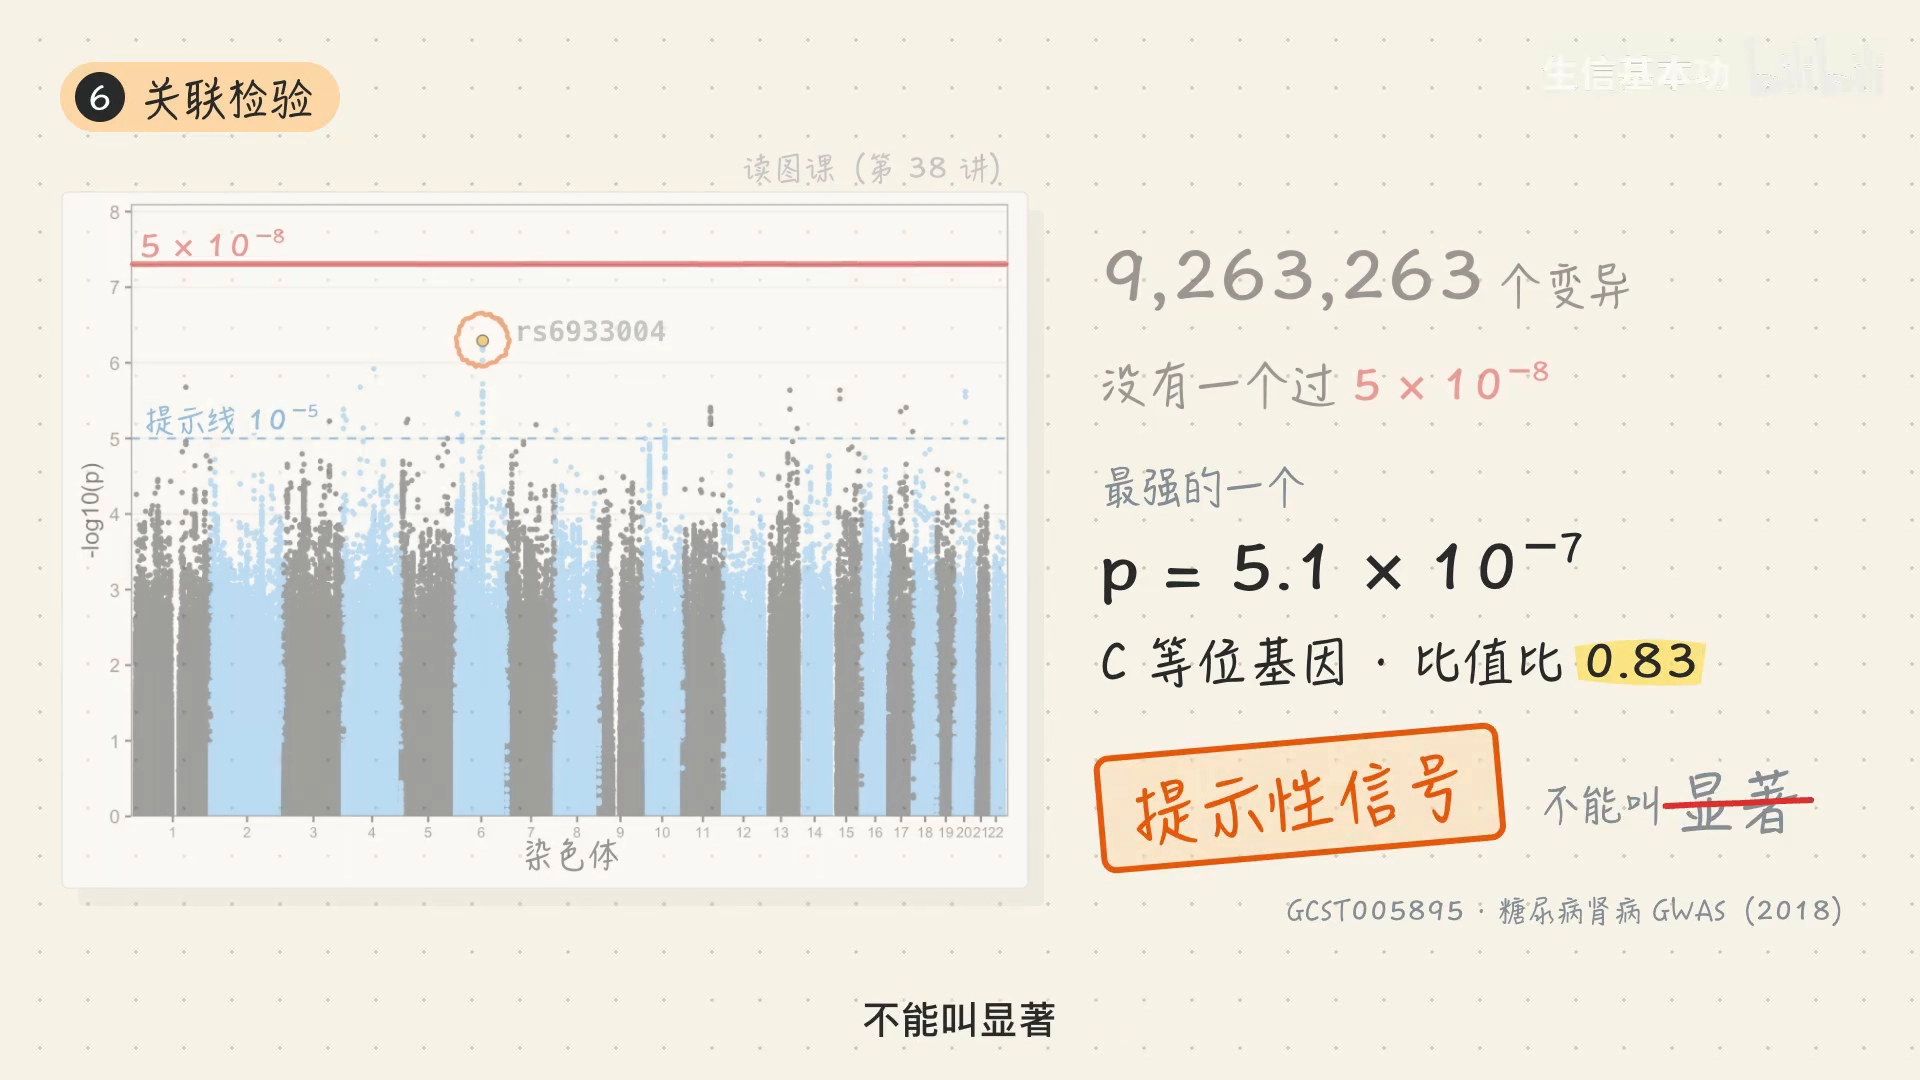 6 关联检验
生信基本功
读图课（第 38 讲）
8
5 × 10⁻⁸
7
rs6933004
6
提示线 10⁻⁵
5
4
3
2
1
0
-log10(p)
1 2 3 4 5 6 7 8 9 10 11 12 13 14 15 16 17 18 19 20 21 22
染色体
9,263,263 个变异
没有一个过 5 × 10⁻⁸
最强的一个
p = 5.1 × 10⁻⁷
C 等位基因 · 比值比 0.83
提示性信号
不能叫显著
GCST005895 · 糖尿病肾病 GWAS（2018）
不能叫显著